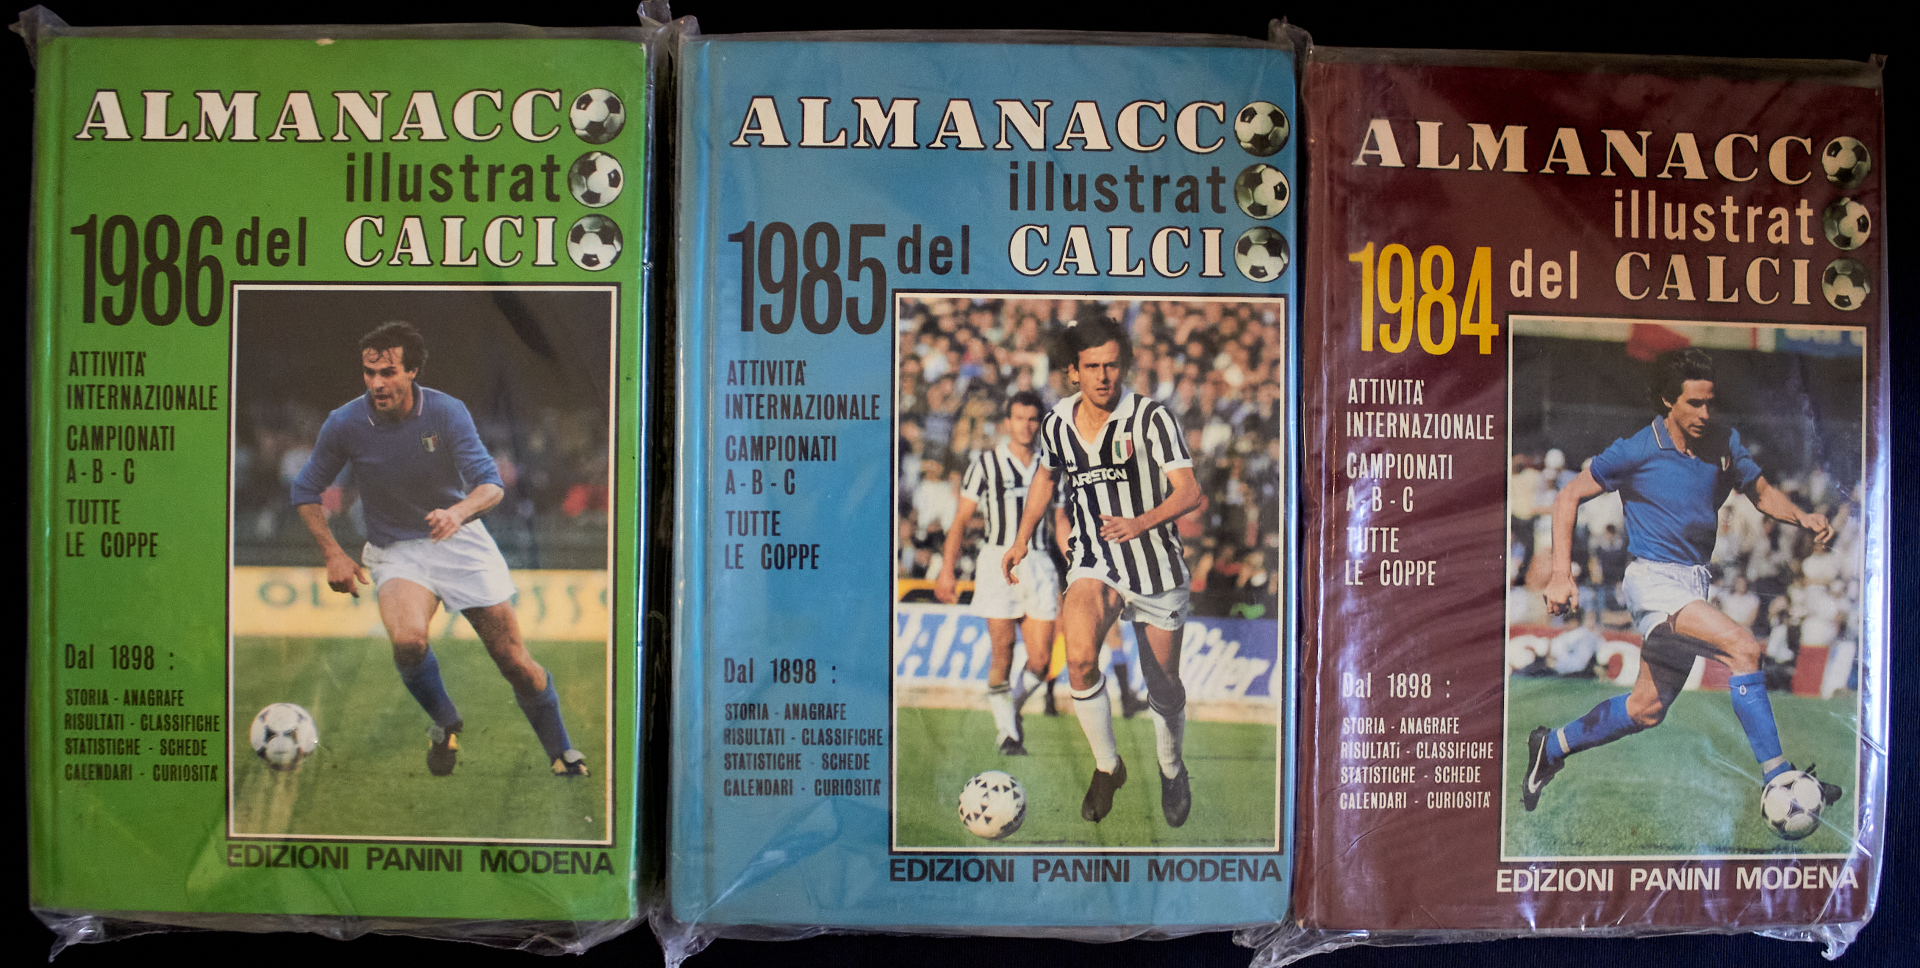 ALMANACCO
illustrato
1986 del CALCIO
ATTIVITA'
INTERNAZIONALE
CAMPIONATI
A - B - C
TUTTE
LE COPPE
Dal 1898 :
STORIA - ANAGRAFE
RISULTATI - CLASSIFICHE
STATISTICHE - SCHEDE
CALENDARI - CURIOSITA'
EDIZIONI PANINI MODENA
ALMANACCO
illustrato
1985 del CALCIO
ATTIVITA'
INTERNAZIONALE
CAMPIONATI
A - B - C
TUTTE
LE COPPE
Dal 1898 :
STORIA - ANAGRAFE
RISULTATI - CLASSIFICHE
STATISTICHE - SCHEDE
CALENDARI - CURIOSITA'
ARISTON
EDIZIONI PANINI MODENA
ALMANACCO
illustrato
1984 del CALCIO
ATTIVITA'
INTERNAZIONALE
CAMPIONATI
A - B - C
TUTTE
LE COPPE
Dal 1898 :
STORIA - ANAGRAFE
RISULTATi - CLASSIFICHE
STATISTICHE - SCHEDE
CALENDARI - CURIOSITA'
EDIZIONI PANINI MODENA